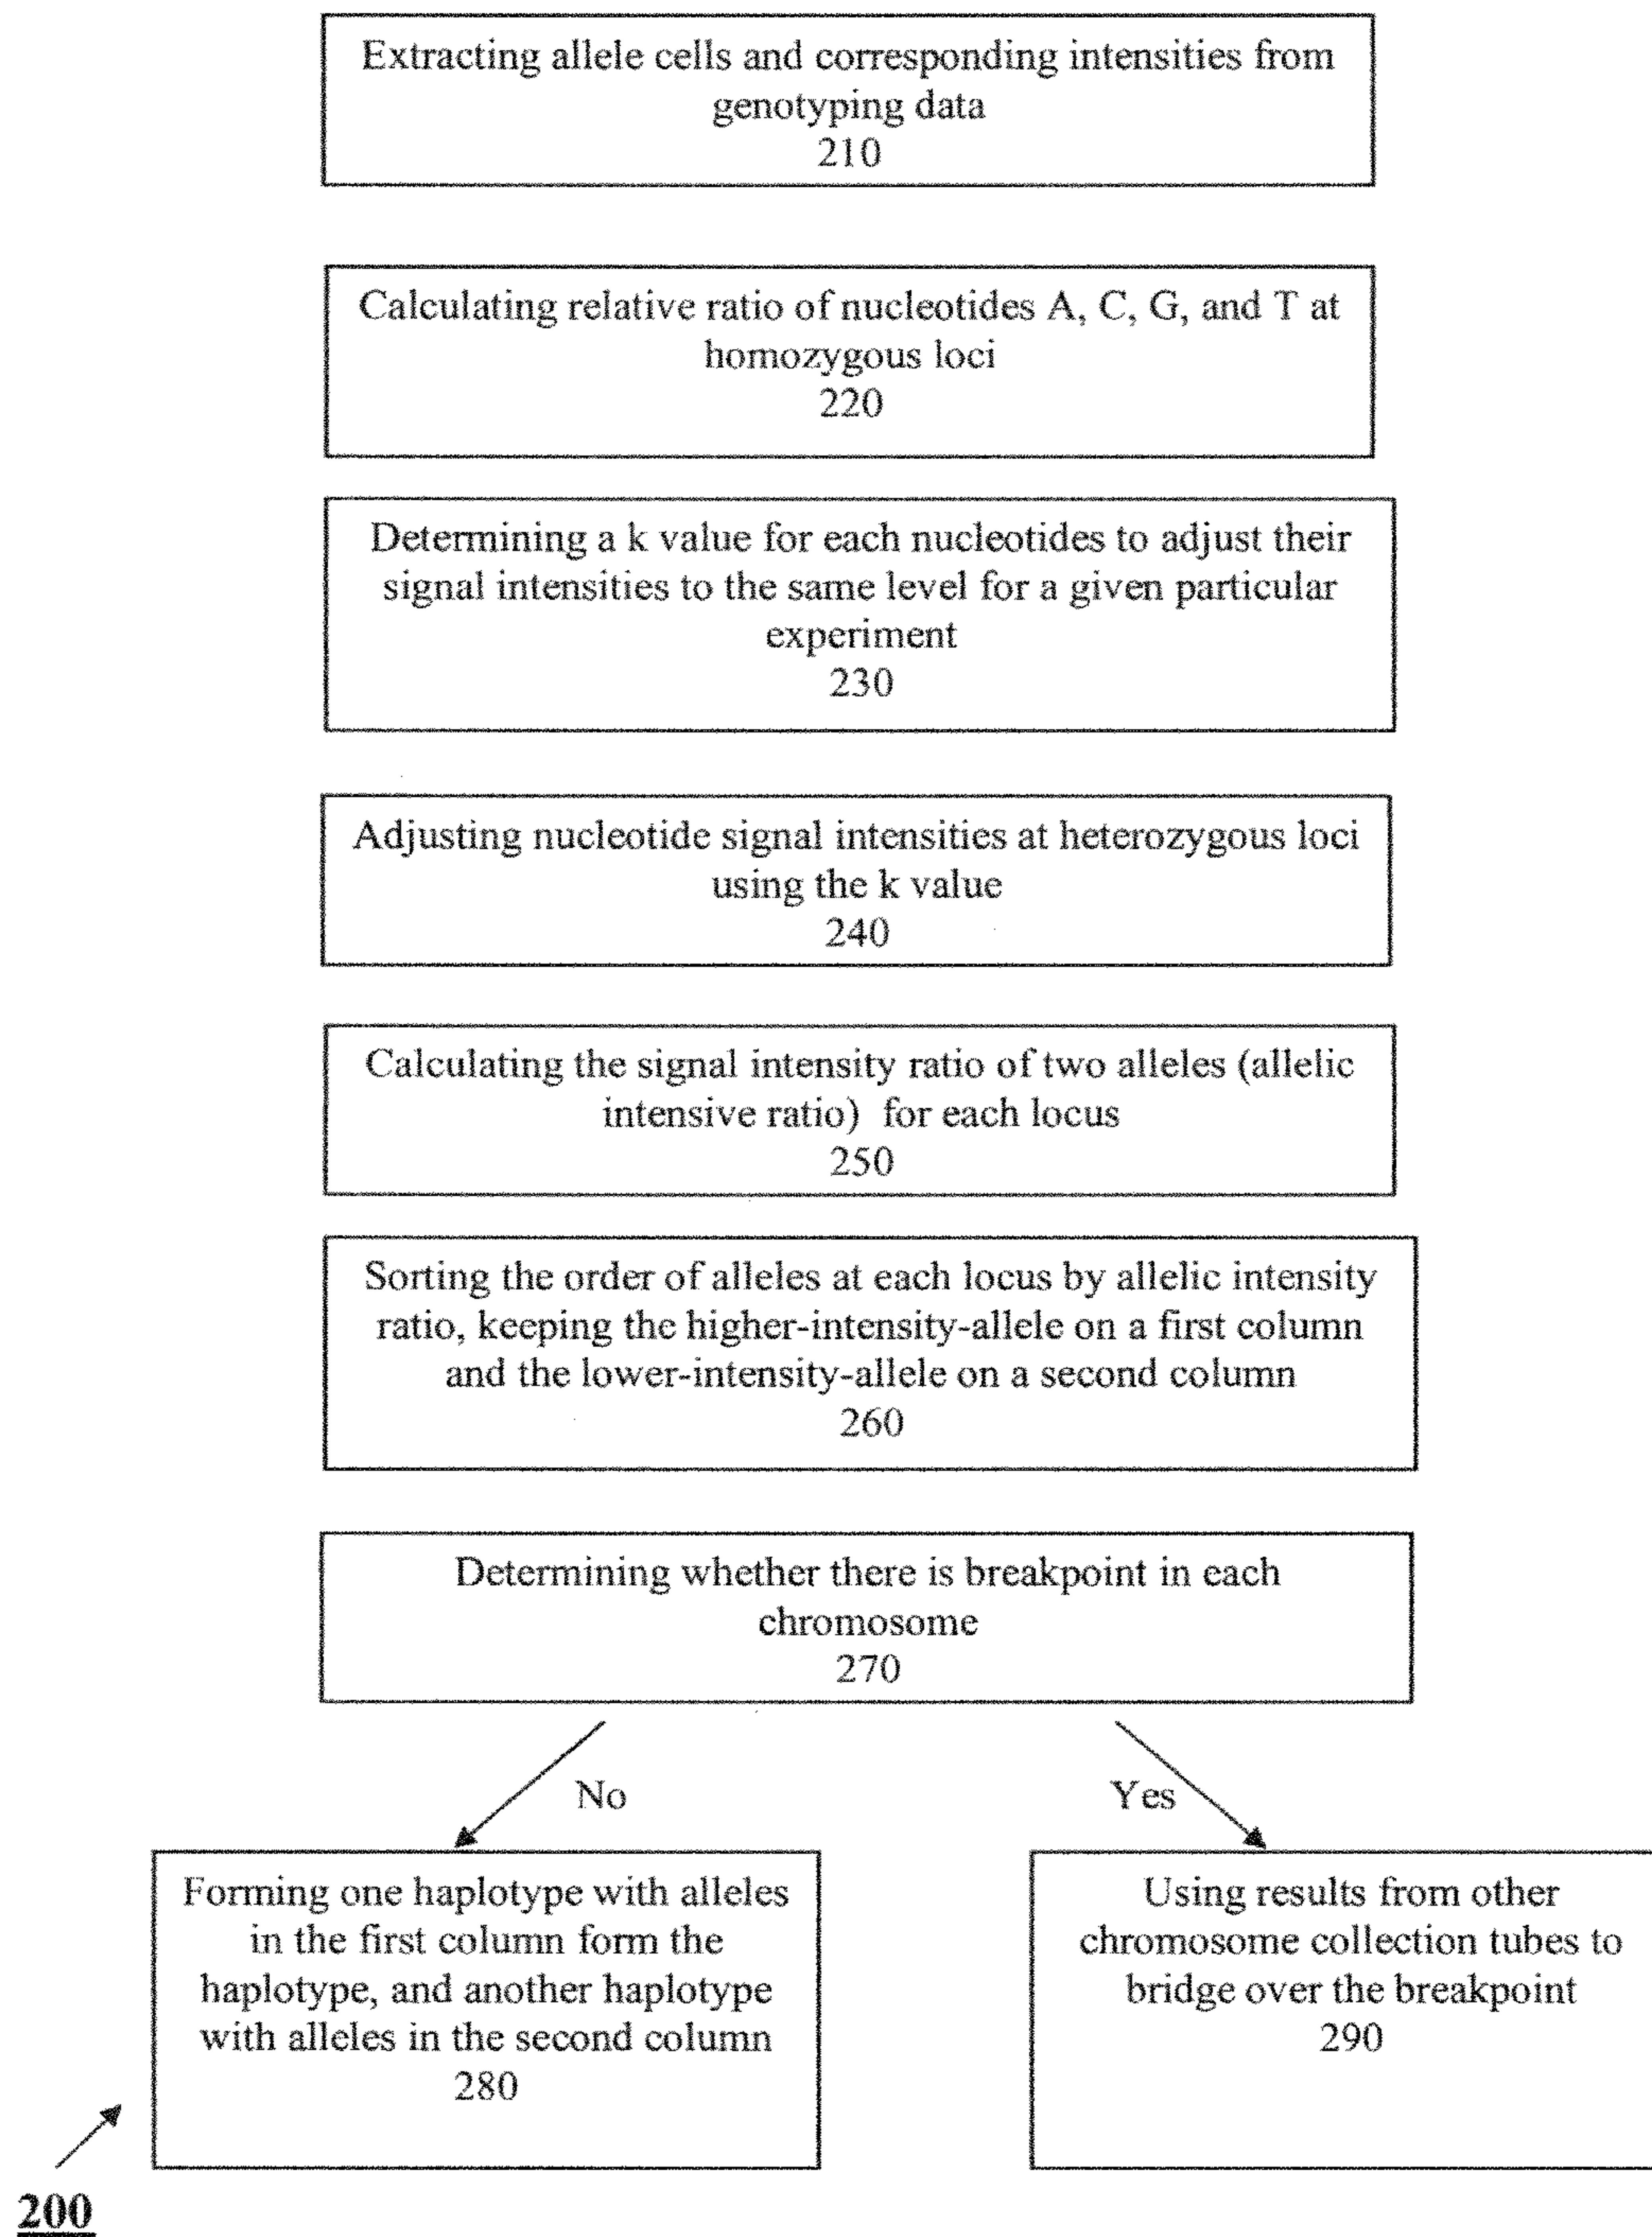 Extracting allele cells and corresponding intensities from
genotyping data
210
Calculating relative ratio of nucleotides A, C, G, and T at
homozygous loci
220
Determining a k value for each nucleotides to adjust their
signal intensities to the same level for a given particular
experiment
230
Adjusting nucleotide signal intensities at heterozygous loci
using the k value
240
Calculating the signal intensity ratio of two alleles (allelic
intensive ratio) for each locus
250
Sorting the order of alleles at each locus by allelic intensity
ratio, keeping the higher-intensity-allele on a first column
and the lower-intensity-allele on a second column
260
Determining whether there is breakpoint in each
chromosome
270
No
Yes
Forming one haplotype with alleles
in the first column form the
haplotype, and another haplotype
with alleles in the second column
280
Using results from other
chromosome collection tubes to
bridge over the breakpoint
290
200